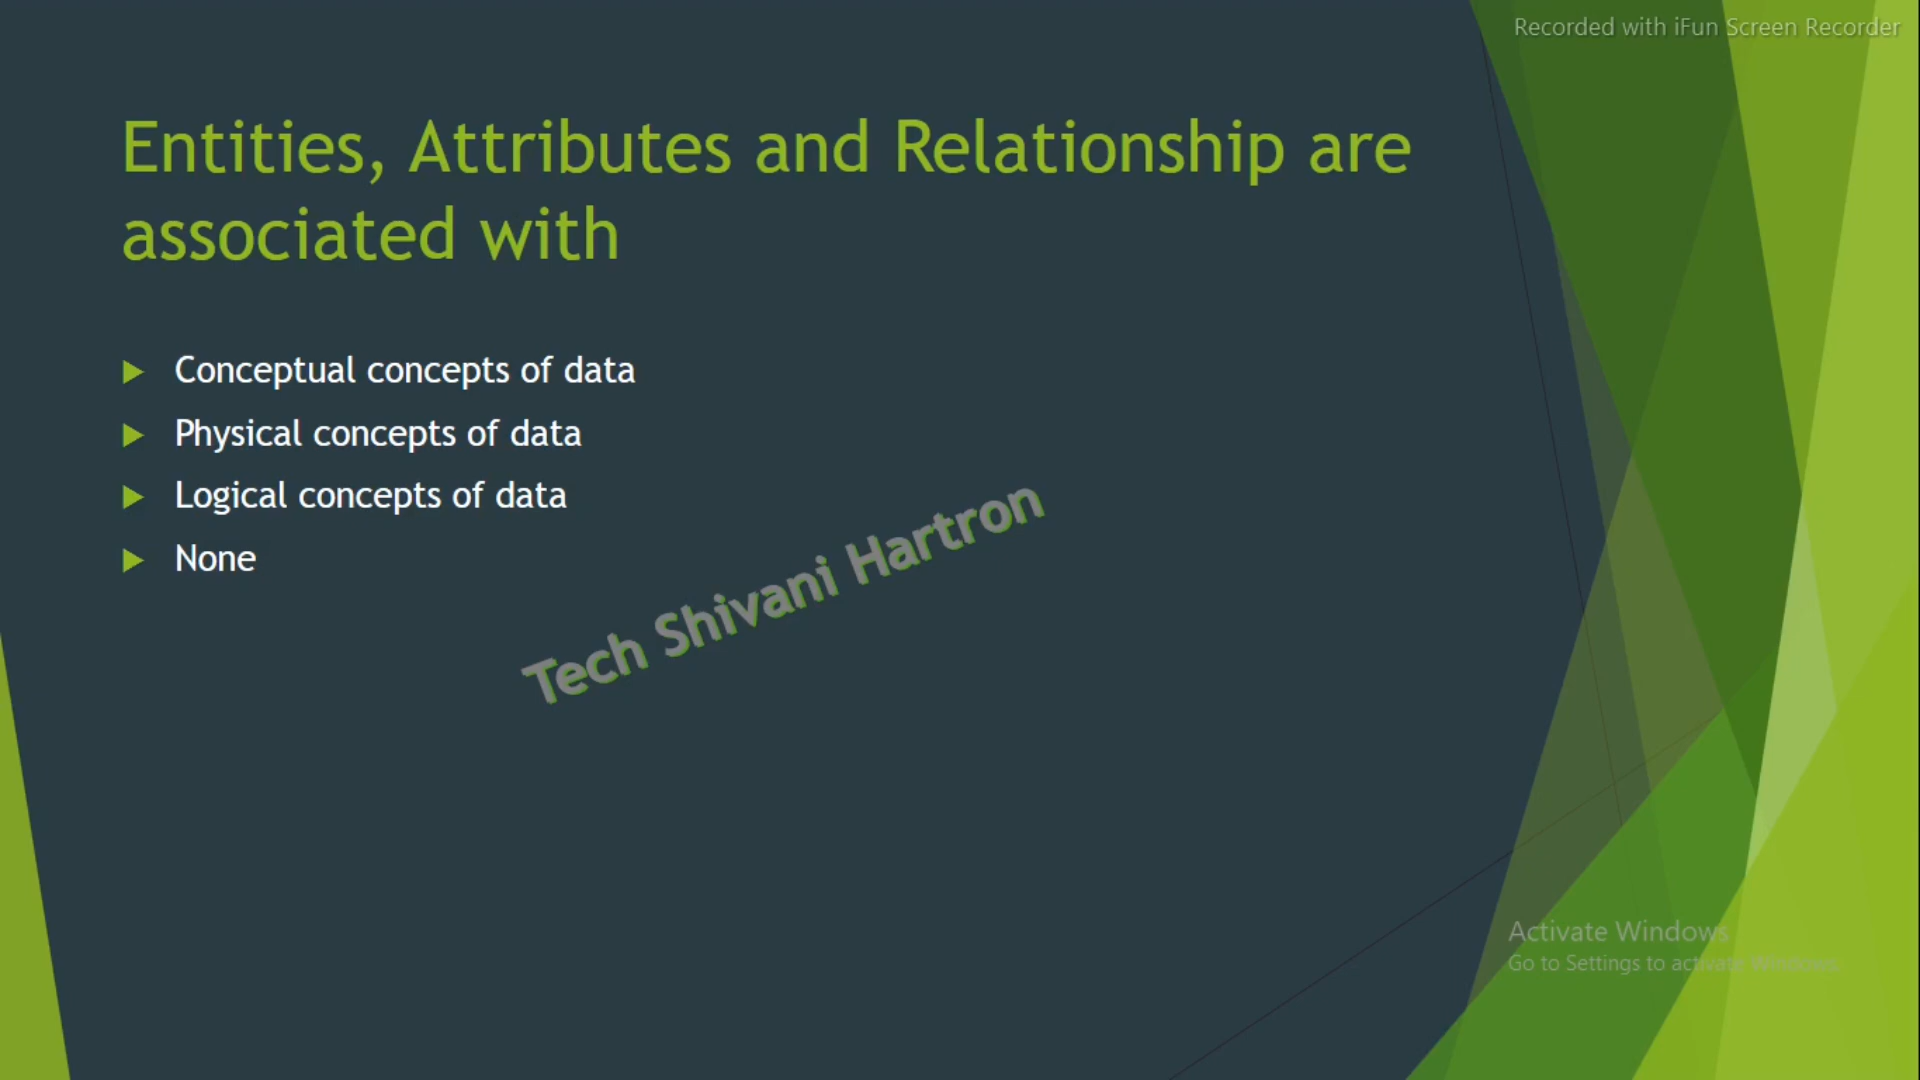 Recorded with iFun Screen Recorder
Entities, Attributes and Relationship are
associated with
Conceptual concepts of data
Physical concepts of data
Logical concepts of data
None
Tech Shivani Hartron
Activate Windows
Go to Settings to activate Windows.